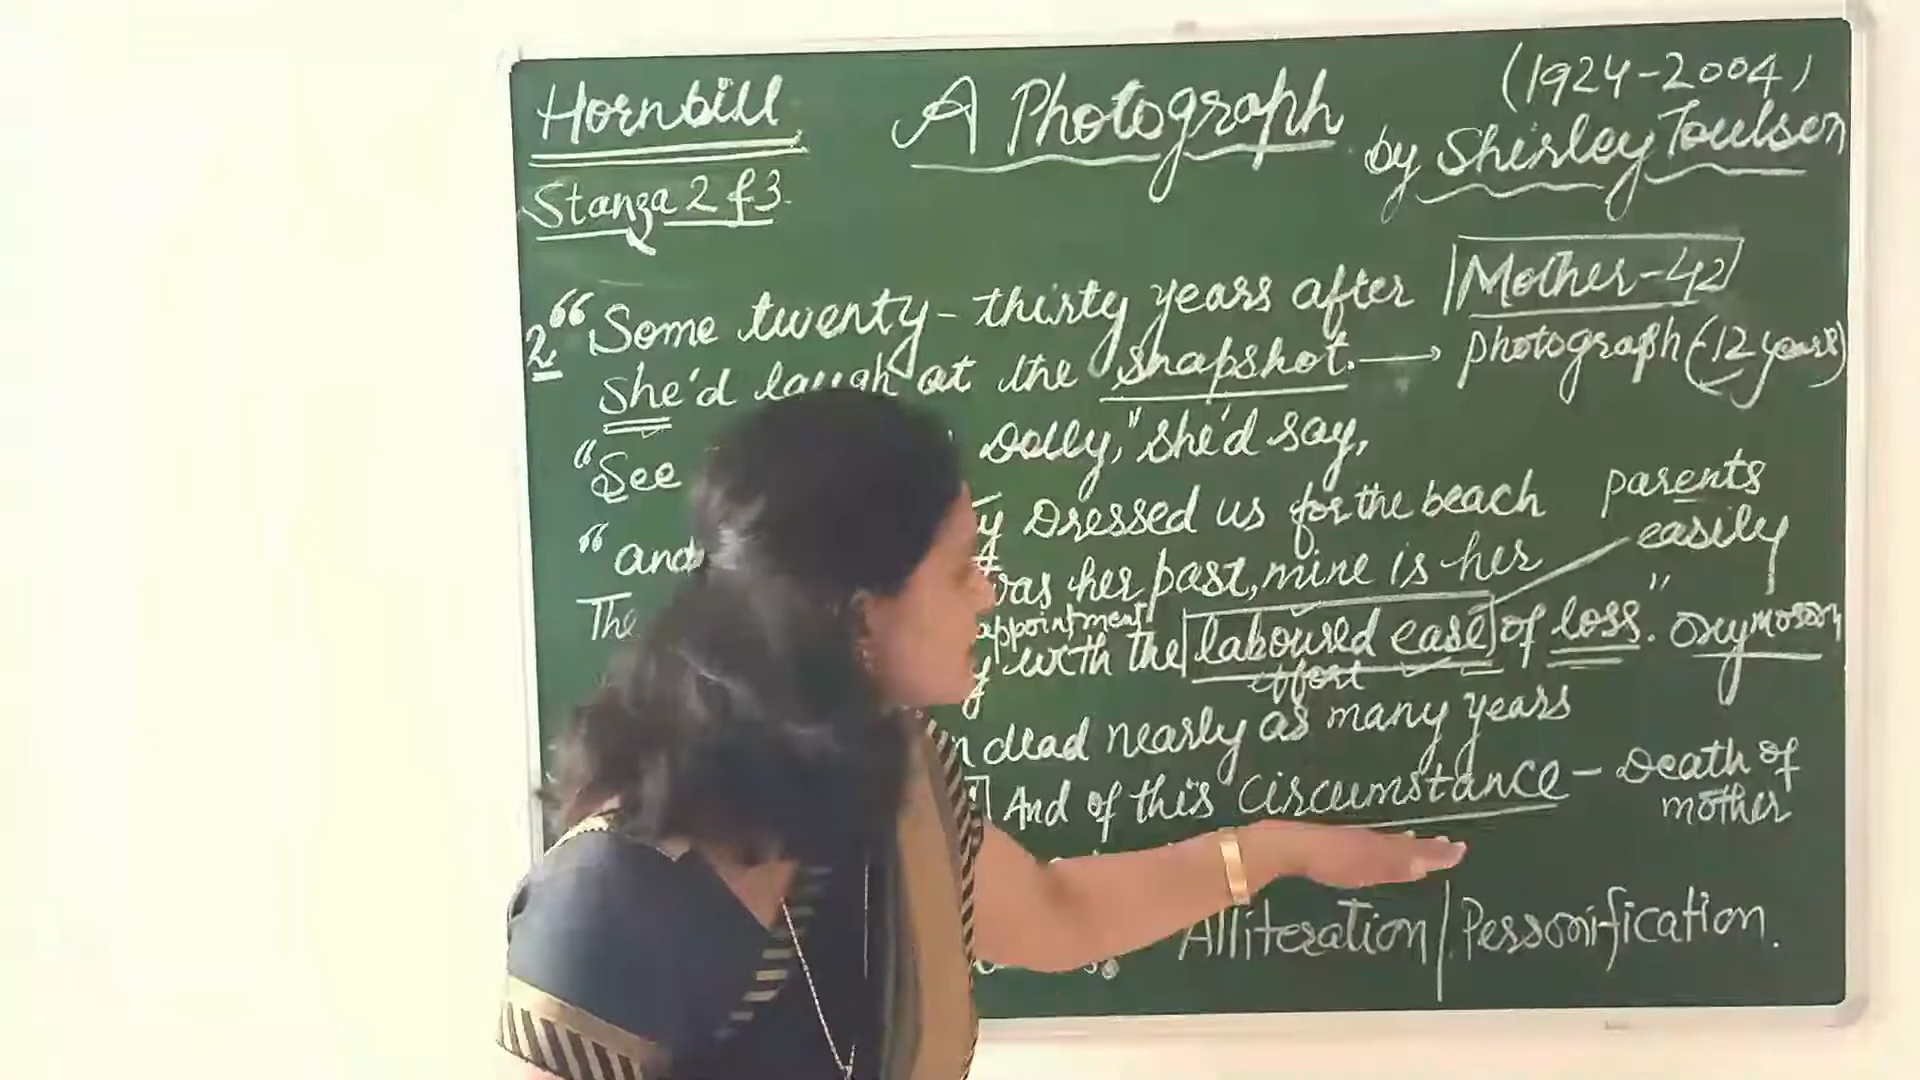 Hornbill
A Photograph
(1924-2004)
by Shirley Toulson
Stanza 2 & 3.
2 "Some twenty-thirty years after
Mother-42
She'd laugh at the snapshot. → photograph (-12 years)
"See Dolly," she'd say,
"and Dressed us for the beach
parents
easily
The was her past, mine is her
appointment
with the laboured ease of loss." oxymoron
effort
dead nearly as many years
And of this circumstance - Death of
mother
Alliteration | Personification.